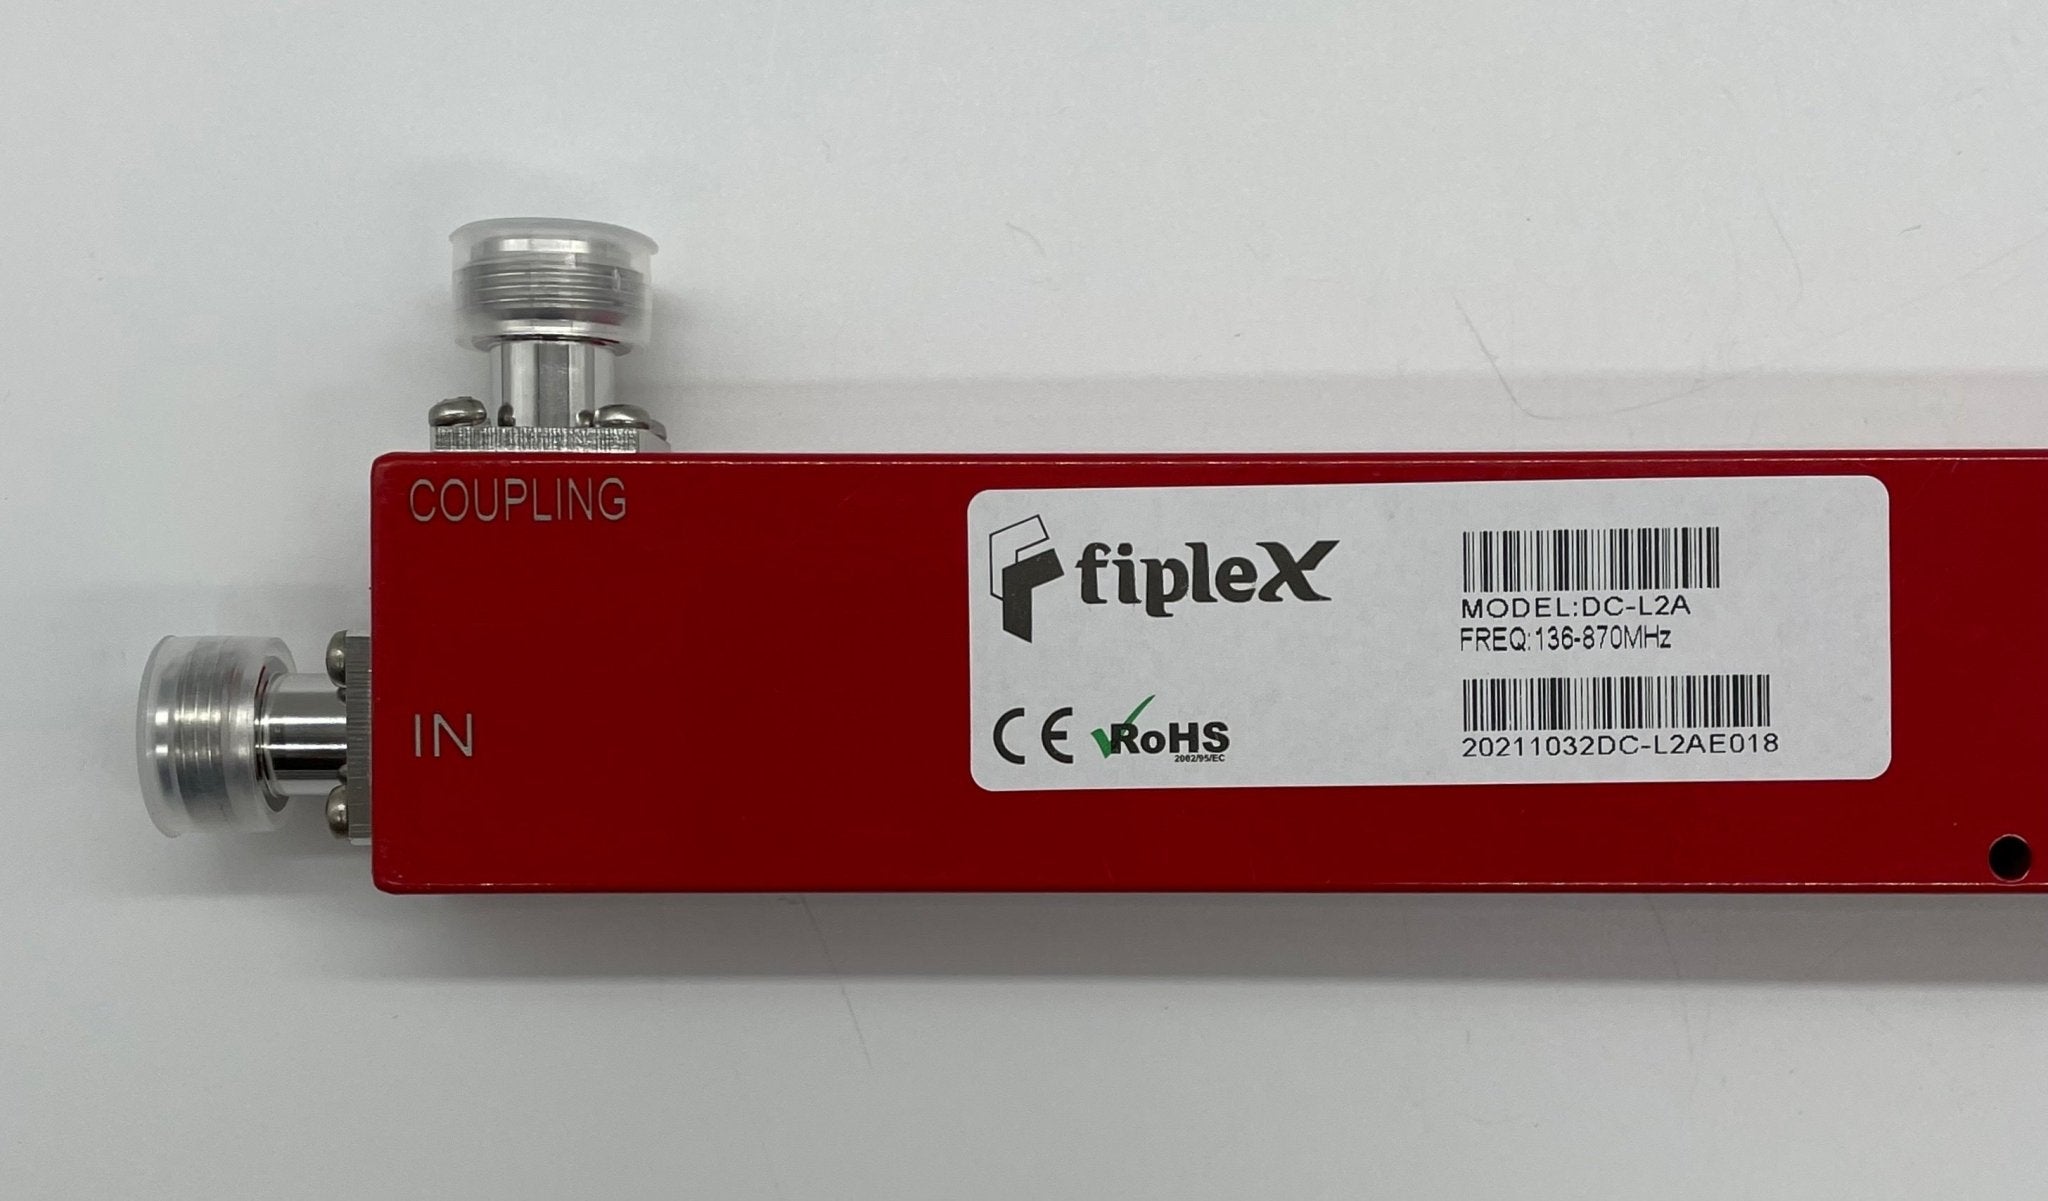 COUPLING
IN
fipleX
MODEL:DC-L2A
FREQ:136-870MHz
CE
RoHS
2002/95/EC
20211032DC-L2AE018